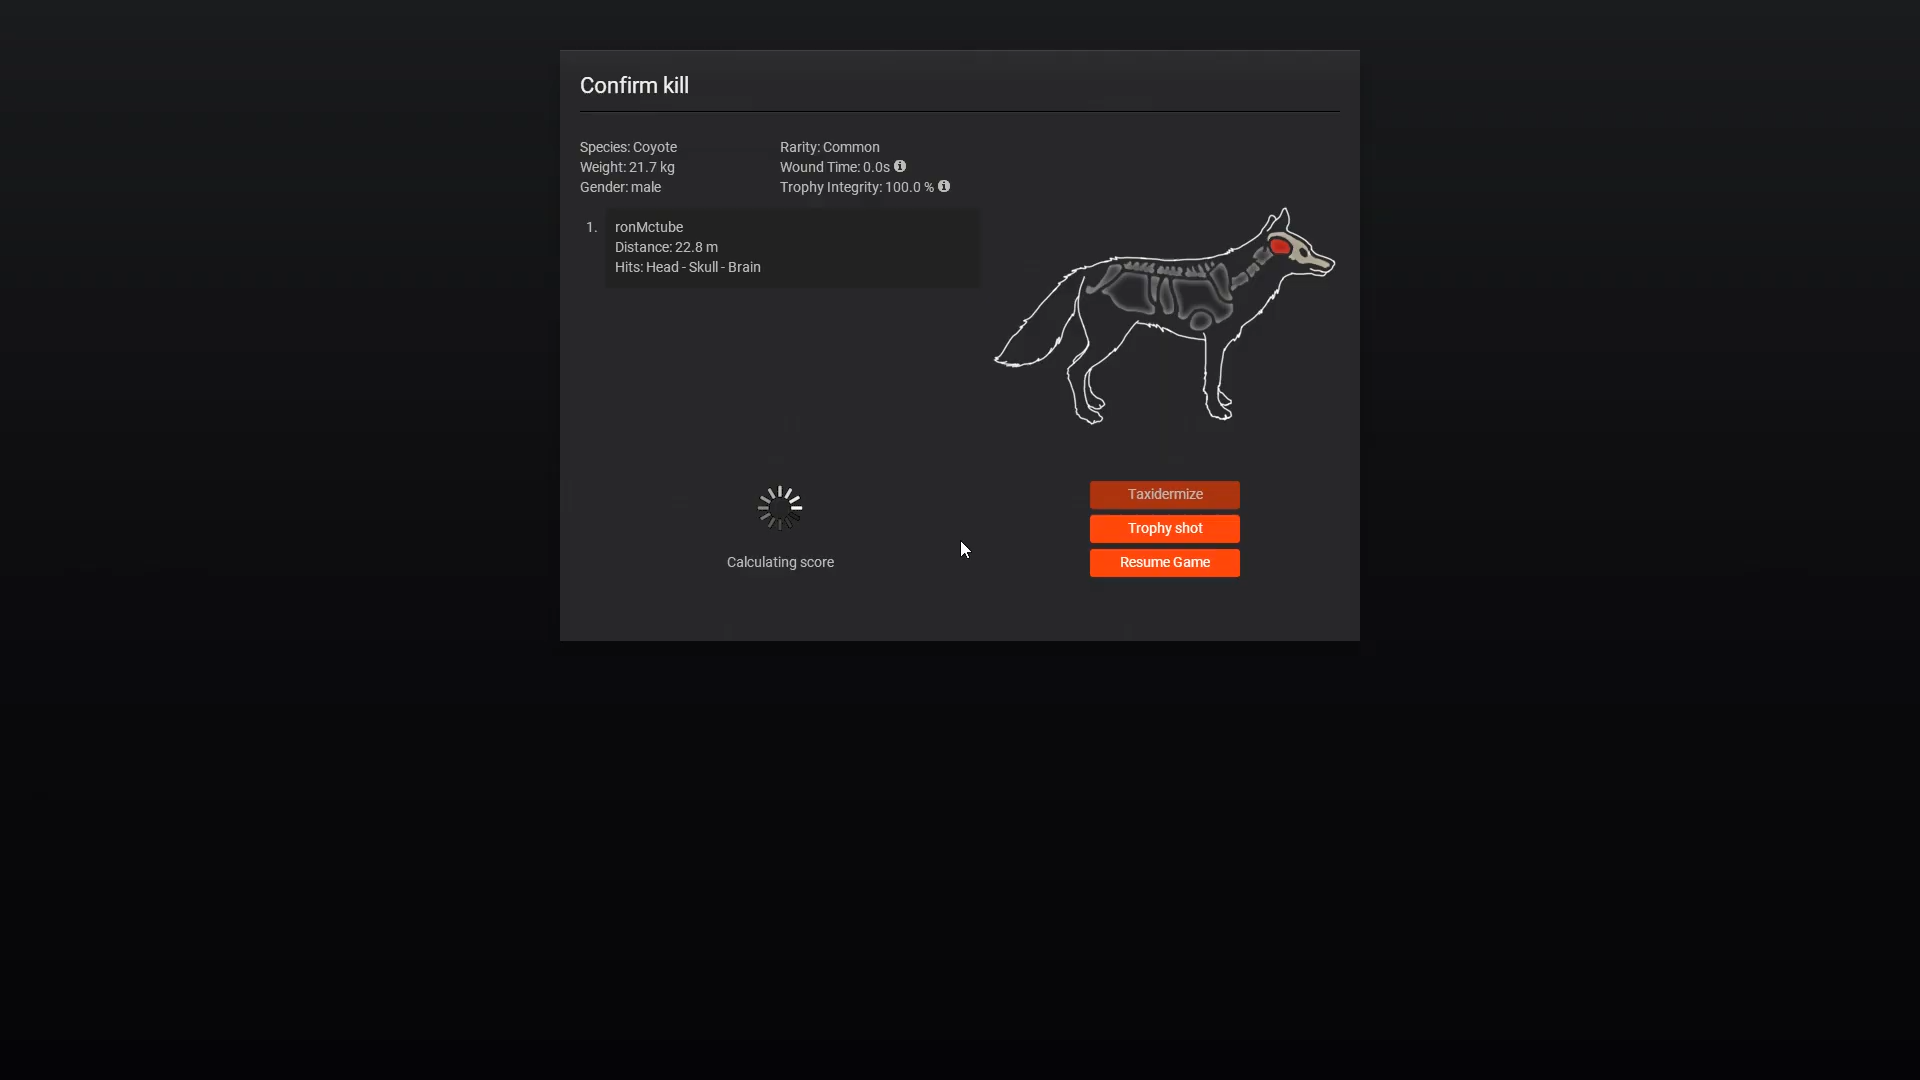 Confirm kill
Species: Coyote
Weight: 21.7 kg
Gender: male
Rarity: Common
Wound Time: 0.0s
Trophy Integrity: 100.0 %
1.
ronMctube
Distance: 22.8 m
Hits: Head - Skull - Brain
Calculating score
Taxidermize
Trophy shot
Resume Game